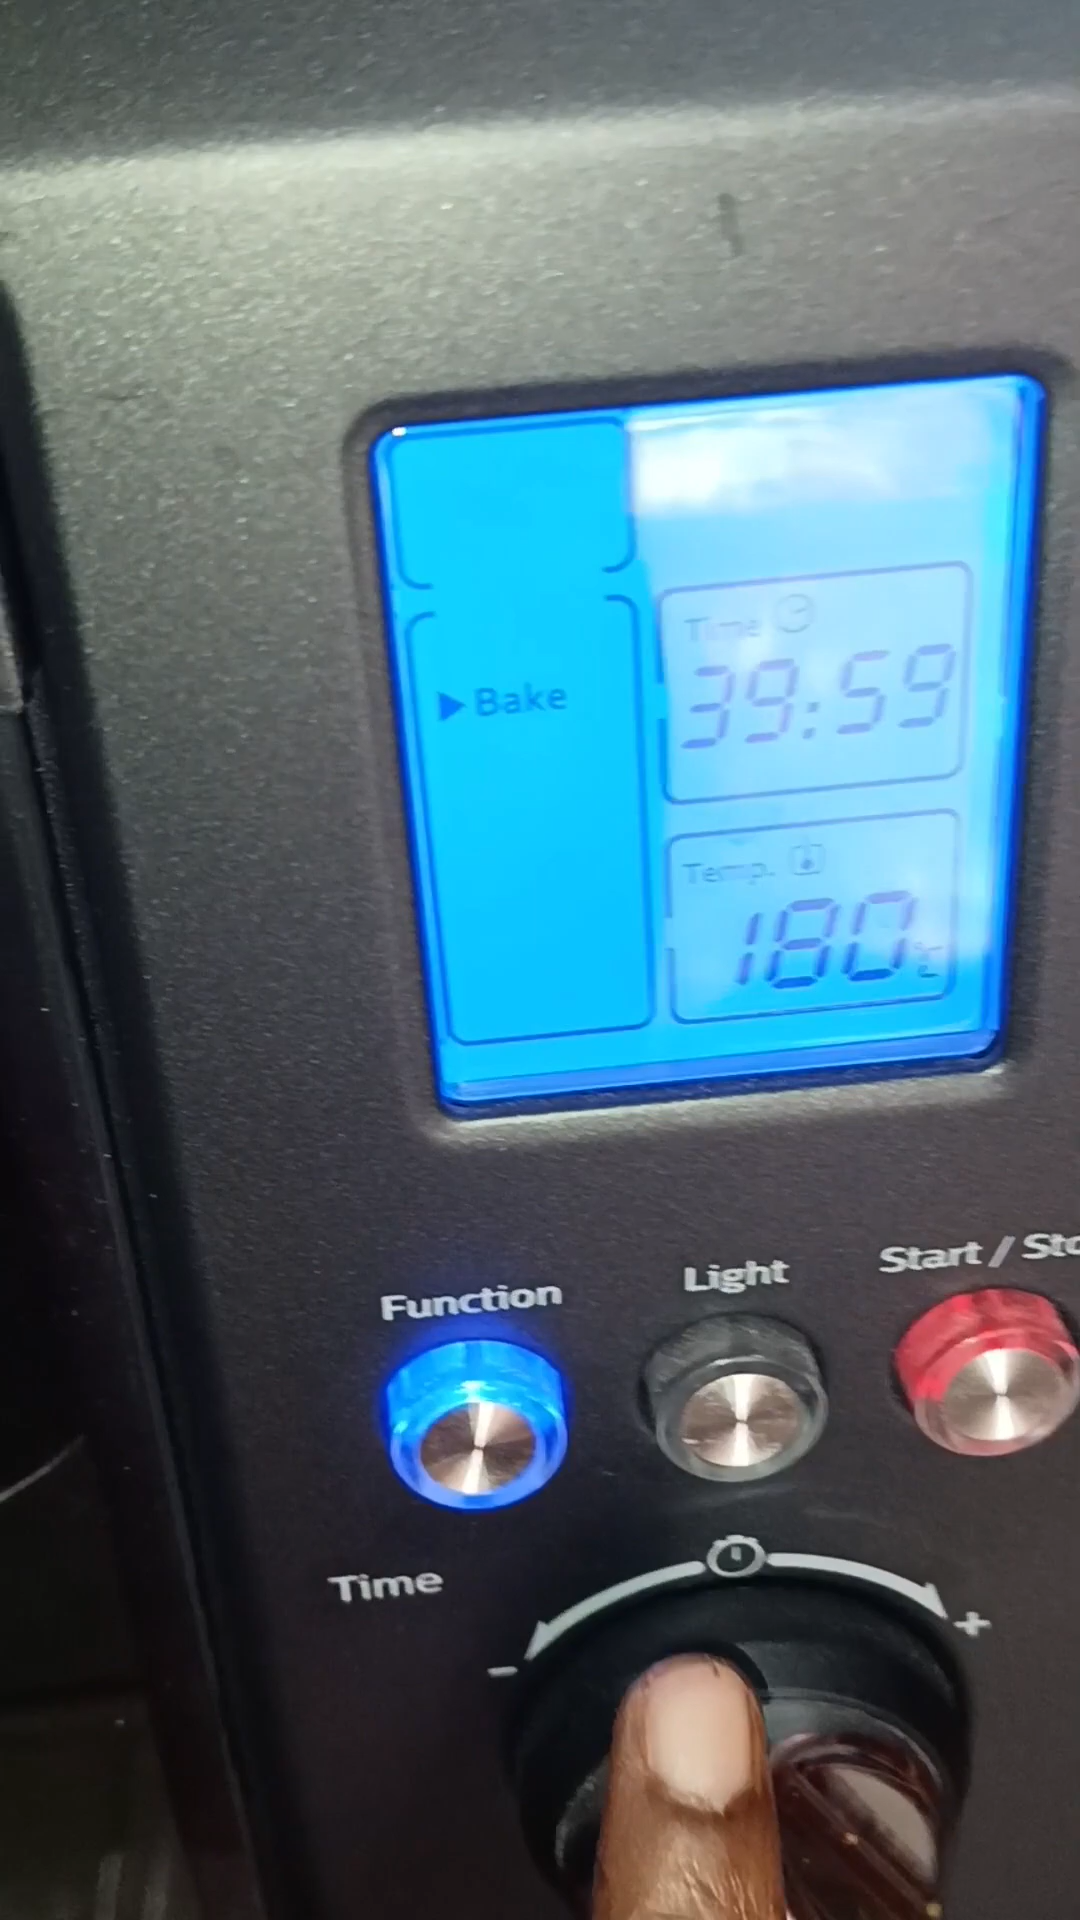 Time
39:59
▶Bake
Temp.
180°C
Function
Light
Start / Sto
Time
- +